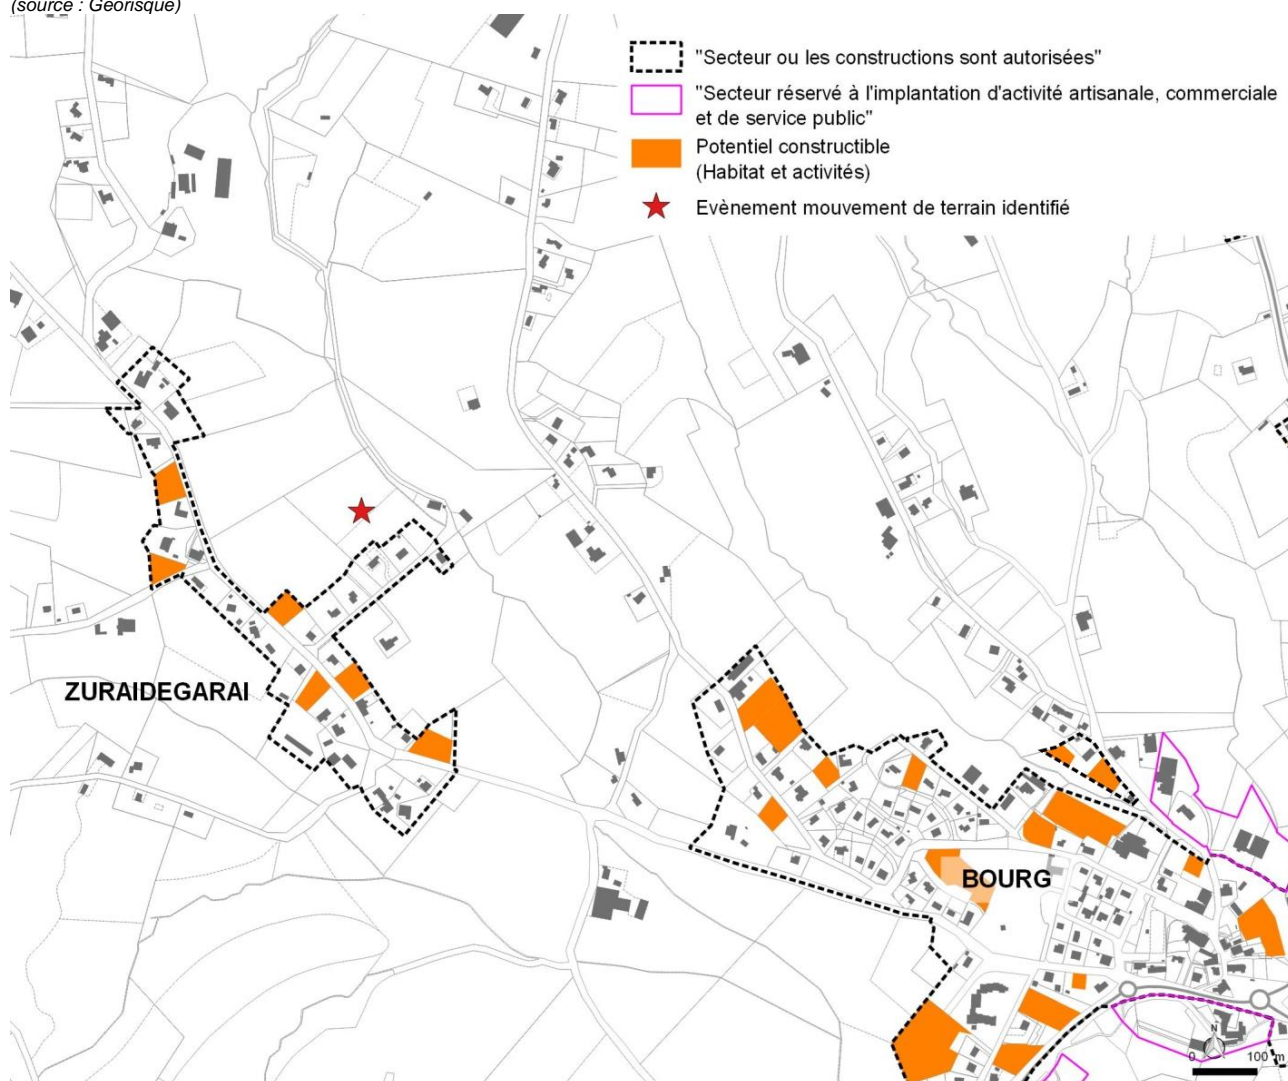 (source : Géorisque)
"Secteur ou les constructions sont autorisées"
"Secteur réservé à l'implantation d'activité artisanale, commerciale
et de service public"
Potentiel constructible
(Habitat et activités)
Evènement mouvement de terrain identifié
ZURAIDEGARAI
BOURG
N
0 100 m